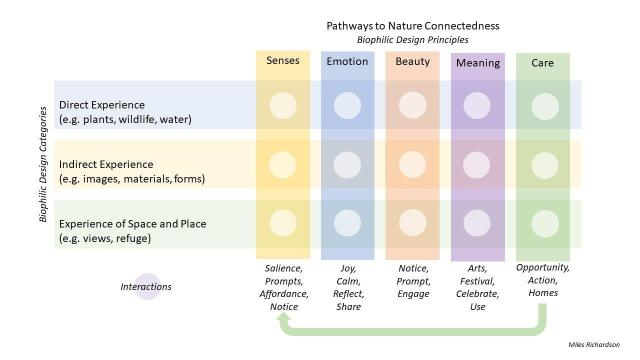 Pathways to Nature Connectedness
Biophilic Design Principles
Senses
Emotion
Beauty
Meaning
Care
Biophilic Design Categories
Direct Experience
(e.g. plants, wildlife, water)
Indirect Experience
(e.g. images, materials, forms)
Experience of Space and Place
(e.g. views, refuge)
Interactions
Salience,
Prompts,
Affordance,
Notice
Joy,
Calm,
Reflect,
Share
Notice,
Prompt,
Engage
Arts,
Festival,
Celebrate,
Use
Opportunity,
Action,
Homes
Miles Richardson